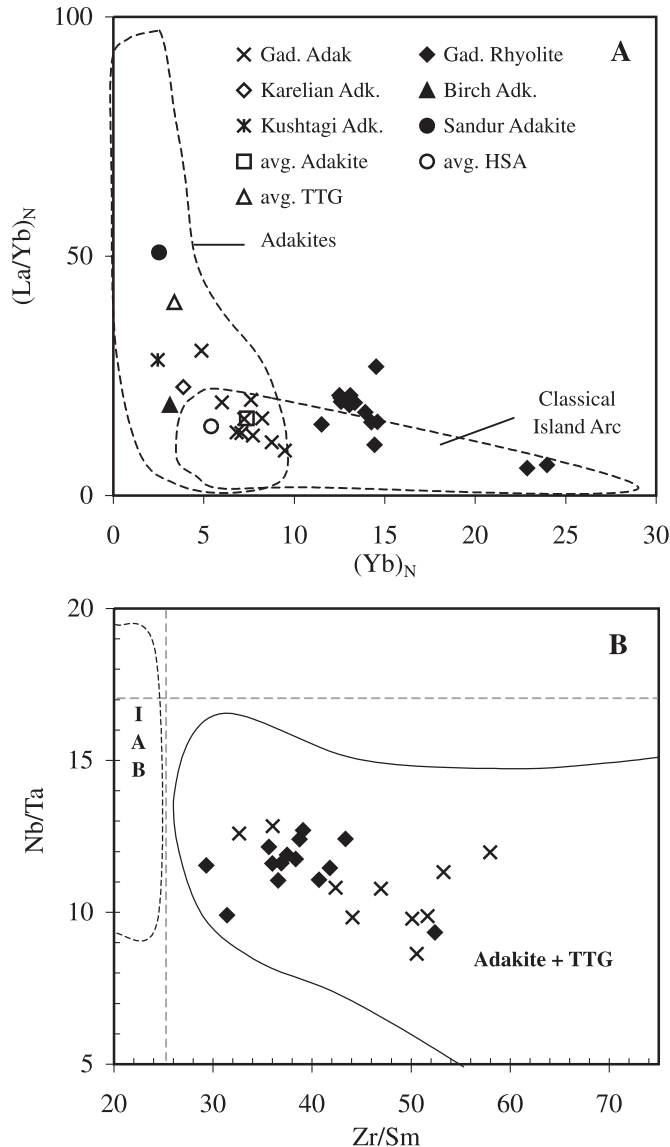 100
A
Gad. Adak
Gad. Rhyolite
Karelian Adk.
Birch Adk.
Kushtagi Adk.
Sandur Adakite
avg. Adakite
avg. HSA
avg. TTG
Adakites
(La/Yb)N
50
Classical
Island Arc
0
0 5 10 15 20 25 30
(Yb)N
20
B
I
A
B
15
Nb/Ta
10
Adakite + TTG
5
20 30 40 50 60 70
Zr/Sm